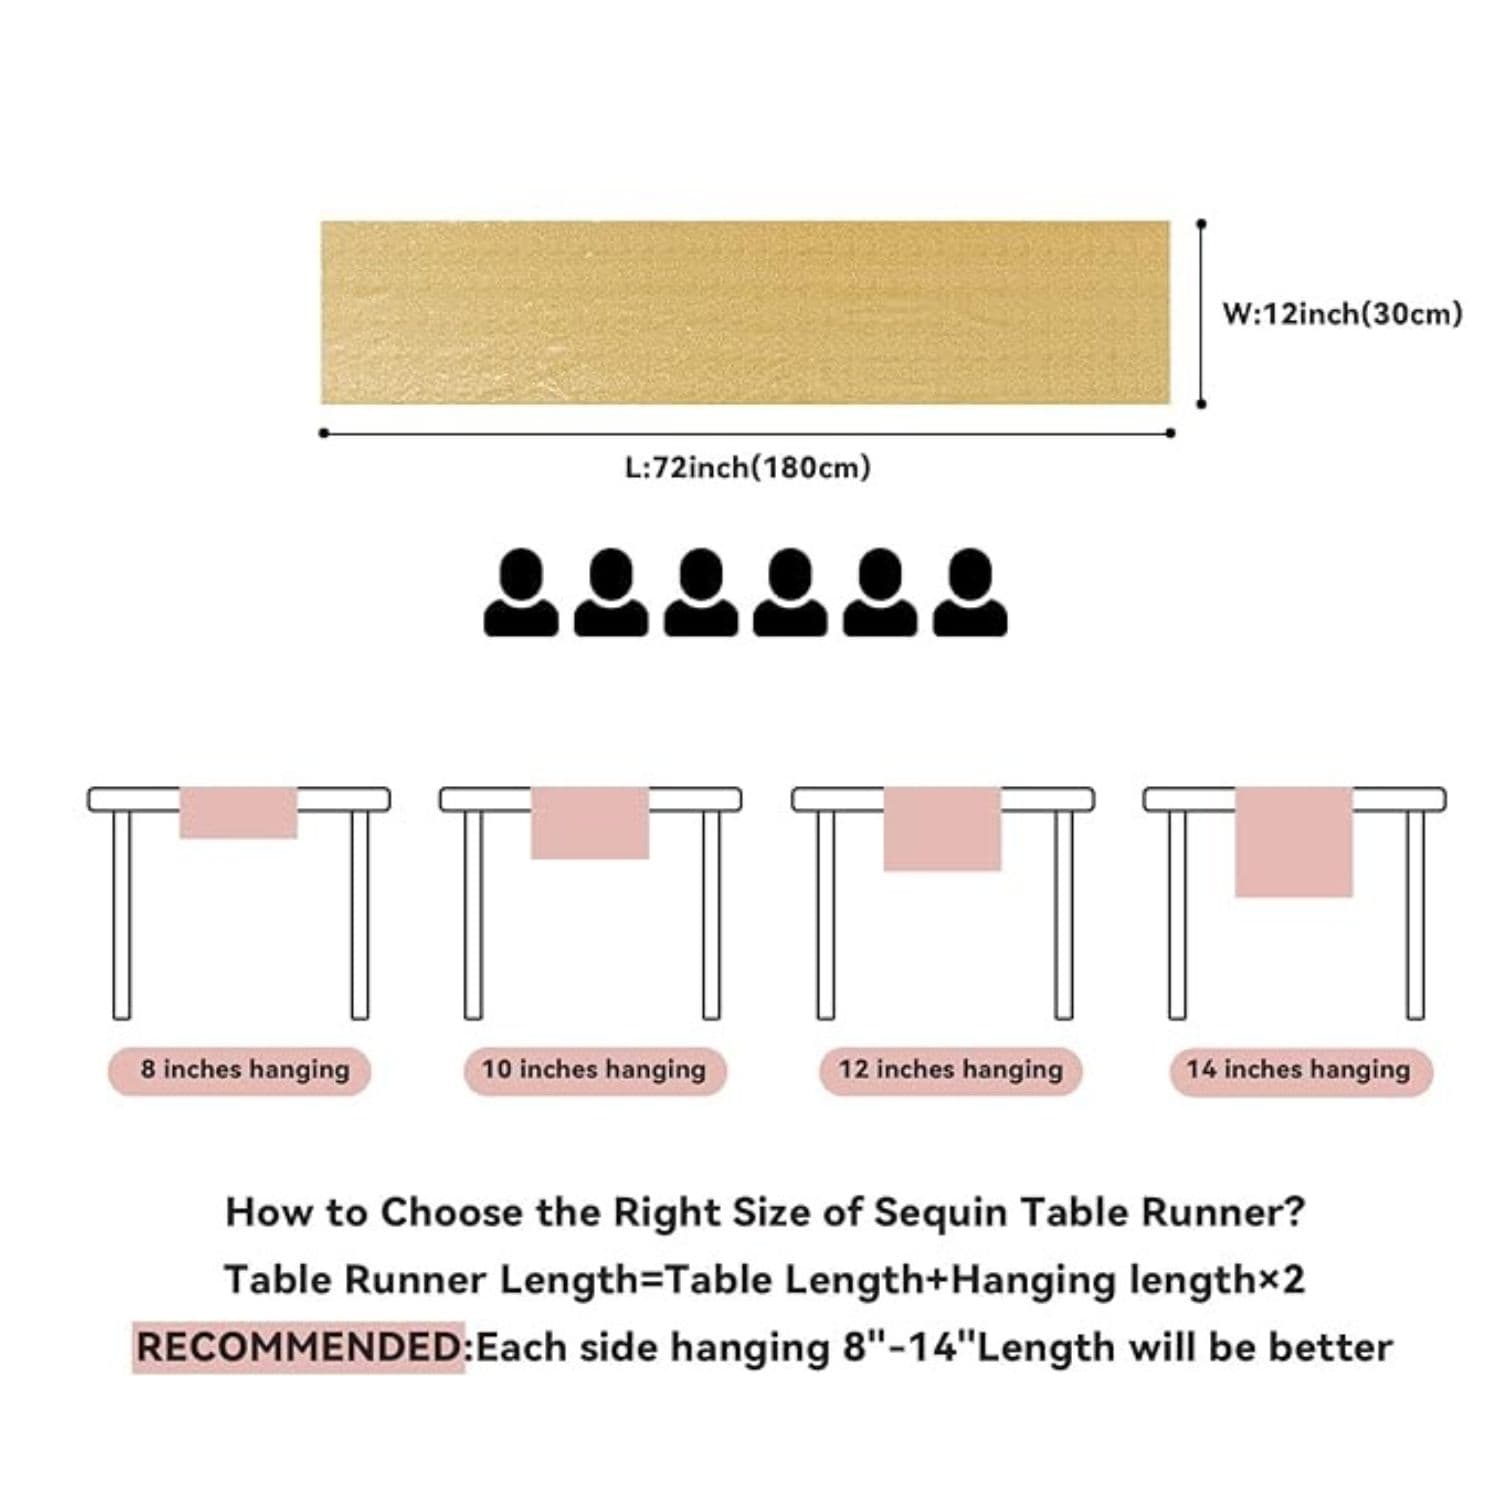 W:12inch(30cm)
L:72inch(180cm)
8 inches hanging
10 inches hanging
12 inches hanging
14 inches hanging
How to Choose the Right Size of Sequin Table Runner?
Table Runner Length=Table Length+Hanging length×2
RECOMMENDED:Each side hanging 8"-14"Length will be better